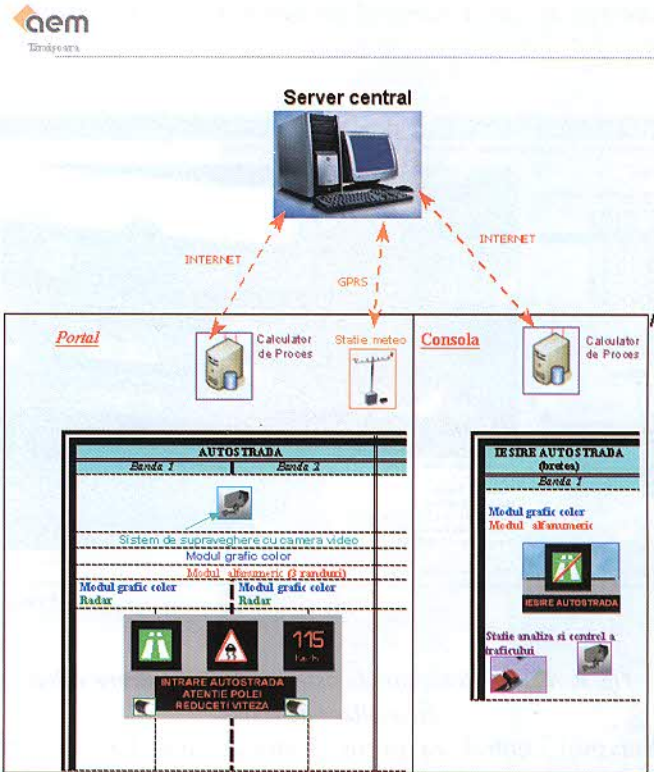 aem
Timişoara
Server central
INTERNET
GPRS
INTERNET
Portal
Calculator
de Proces
Statie meteo
Consola
Calculator
de Proces
AUTOSTRADA
Banda 1
Banda 2
Sistem de supraveghere cu camera video
Modul grafic color
Modul alfanumeric (3 randuri)
Modul grafic color
Radar
Modul grafic color
Radar
115
Km/h
INTRARE AUTOSTRADA
ATENTIE POLEI
REDUCETI VITEZA
IESIRE AUTOSTRADA
(bretea)
Banda 1
Modul grafic color
Modul alfanumeric
IESIRE AUTOSTRADA
Statie analiza si control a
traficului